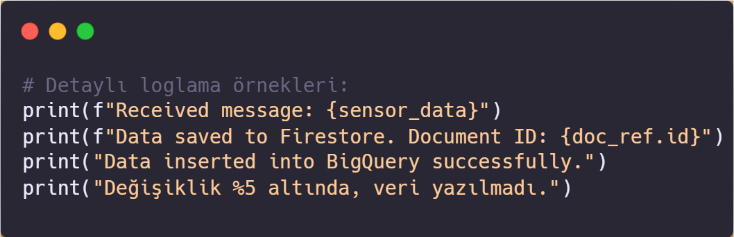 # Detaylı loglama örnekleri:
print(f"Received message: {sensor_data}")
print(f"Data saved to Firestore. Document ID: {doc_ref.id}")
print("Data inserted into BigQuery successfully.")
print("Değişiklik %5 altında, veri yazılmadı.")